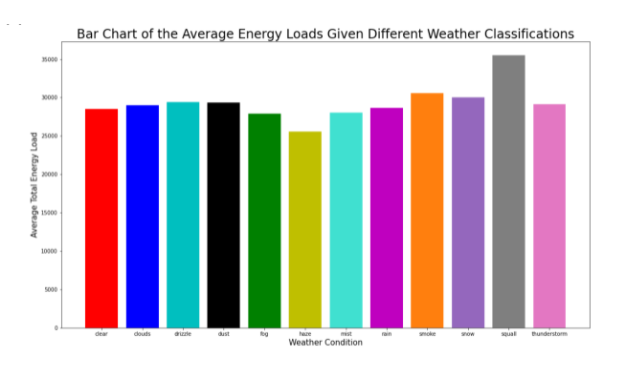 Bar Chart of the Average Energy Loads Given Different Weather Classifications
Average Total Energy Load
35000
30000
25000
20000
15000
10000
5000
0
clear clouds drizzle dust fog haze mist rain smoke snow squall thunderstorm
Weather Condition